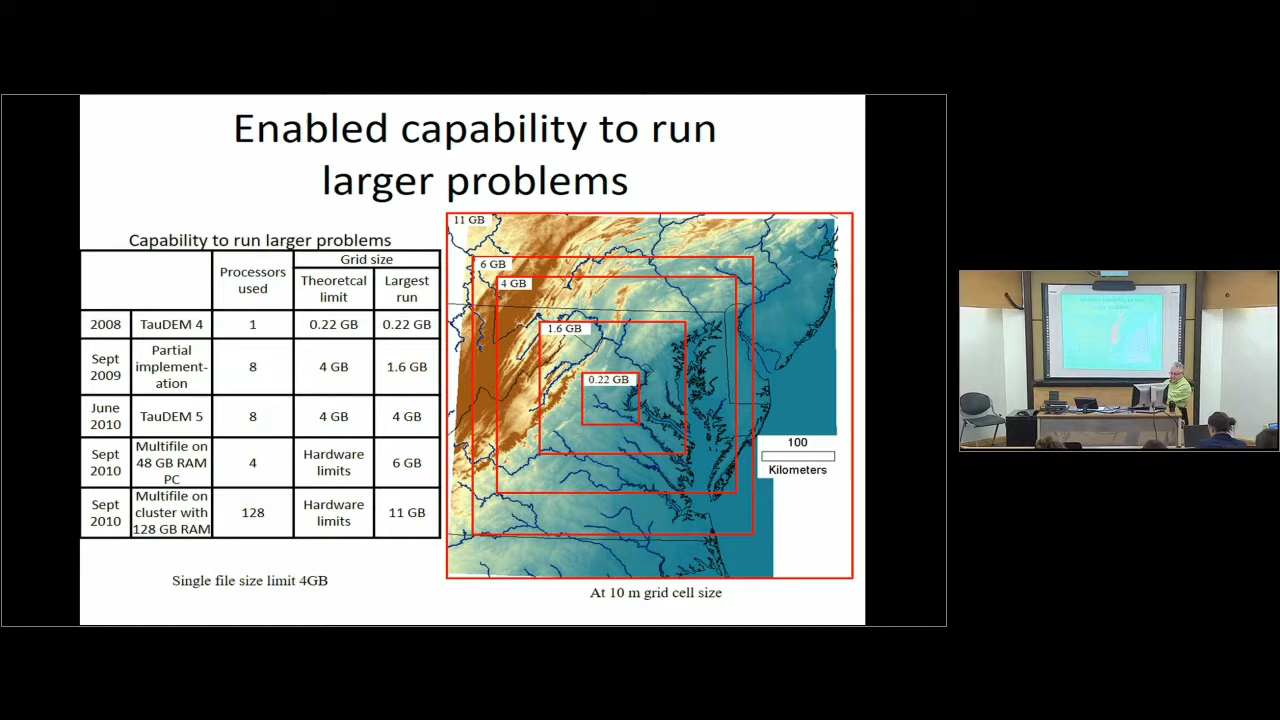 Enabled capability to run
larger problems
Capability to run larger problems
Processors
used
Grid size
Theoretcal
limit
Largest
run
2008
TauDEM 4
1
0.22 GB
0.22 GB
Sept
2009
Partial
implement-
ation
8
4 GB
1.6 GB
June
2010
TauDEM 5
8
4 GB
4 GB
Sept
2010
Multifile on
48 GB RAM
PC
4
Hardware
limits
6 GB
Sept
2010
Multifile on
cluster with
128 GB RAM
128
Hardware
limits
11 GB
Single file size limit 4GB
11 GB
6 GB
4 GB
1.6 GB
0.22 GB
100
Kilometers
At 10 m grid cell size